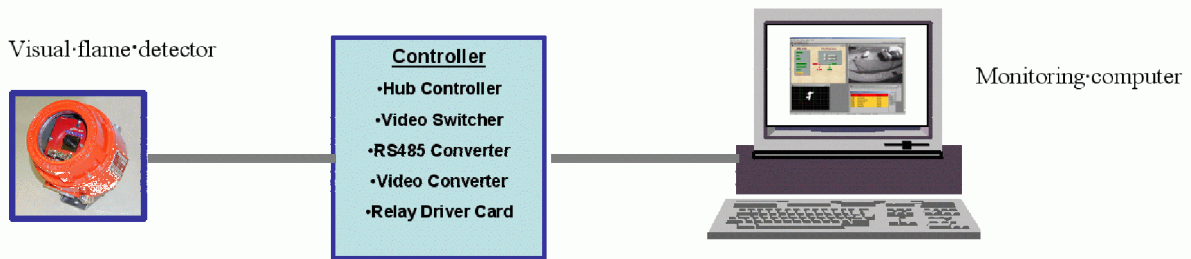 Visual·flame·detector
Controller
•Hub Controller
•Video Switcher
•RS485 Converter
•Video Converter
•Relay Driver Card
Monitoring·computer